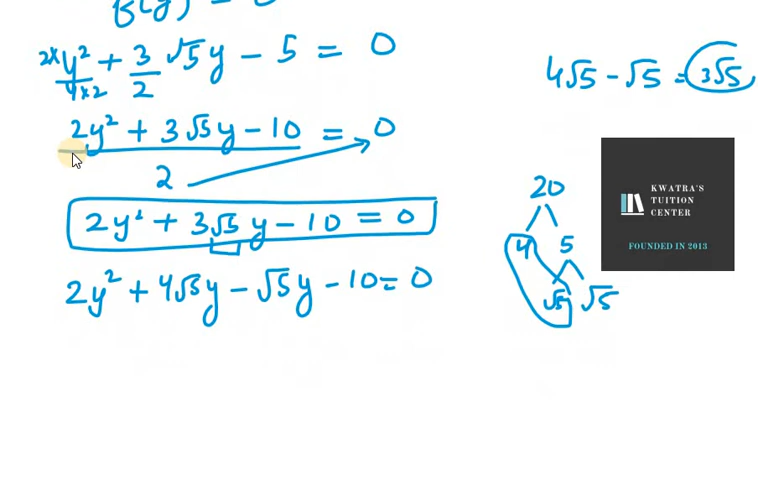 f(y) = 0
2× y² + 3 √5y - 5 = 0
1×2 2
2y² + 3√5y - 10 = 0
2
2y² + 3√5y - 10 = 0
2y² + 4√5y - √5y - 10 = 0
4√5 - √5 = 3√5
20
4 5
√5 √5
KWATRA'S
TUITION
CENTER
FOUNDED IN 2013